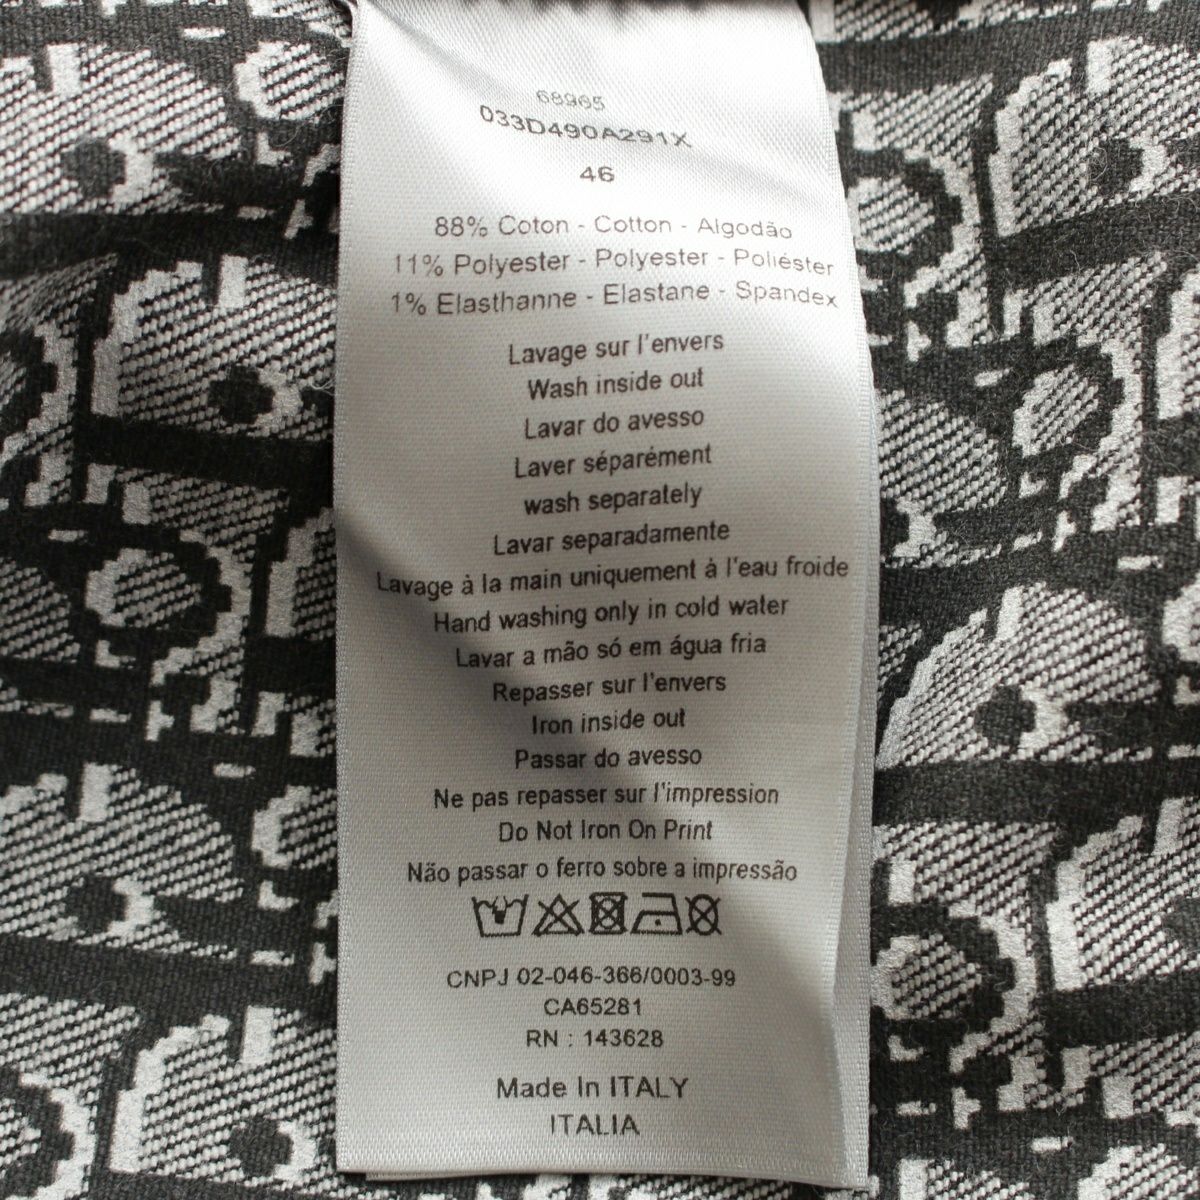 68965
033D490A291X
46
88% Coton - Cotton - Algodão
11% Polyester - Polyester - Poliéster
1% Elasthanne - Elastane - Spandex
Lavage sur l'envers
Wash inside out
Lavar do avesso
Laver séparément
wash separately
Lavar separadamente
Lavage à la main uniquement à l'eau froide
Hand washing only in cold water
Lavar a mão só em água fria
Repasser sur l'envers
Iron inside out
Passar do avesso
Ne pas repasser sur l'impression
Do Not Iron On Print
Não passar o ferro sobre a impressão
CNPJ 02-046-366/0003-99
CA65281
RN : 143628
Made In ITALY
ITALIA